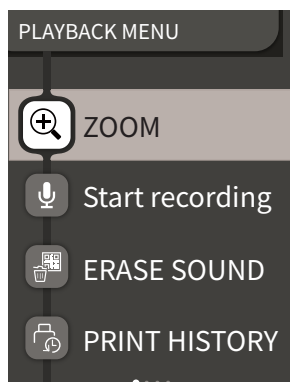 PLAYBACK MENU
ZOOM
Start recording
ERASE SOUND
PRINT HISTORY